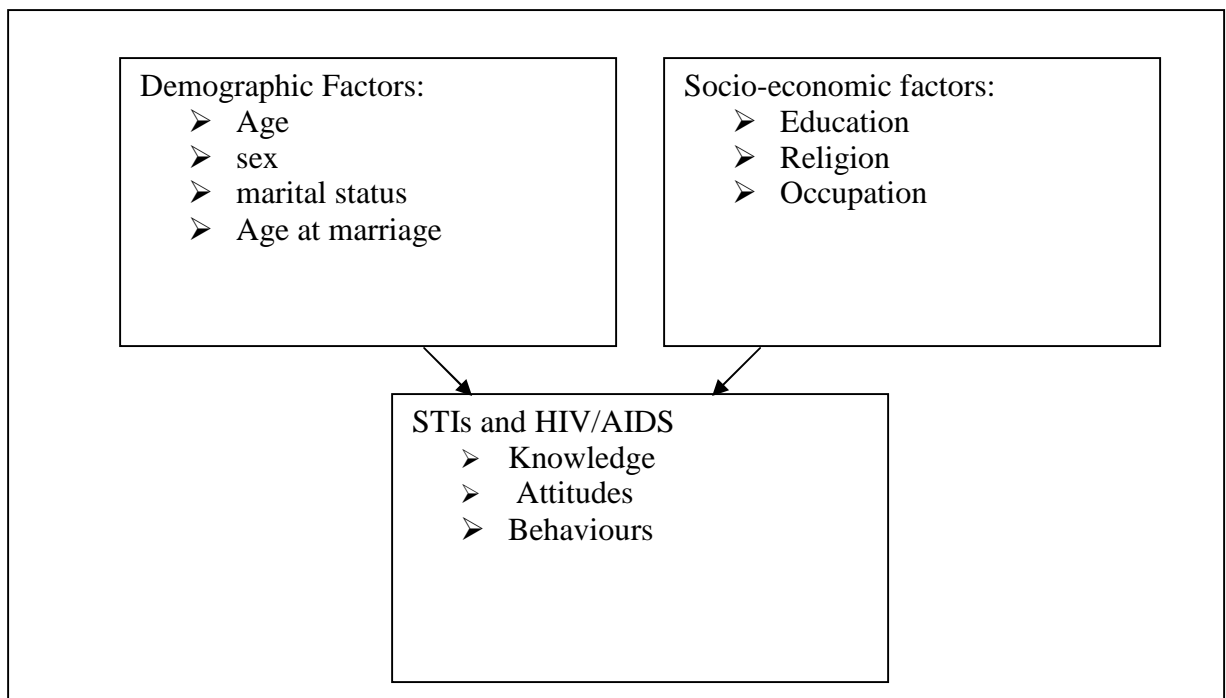 Demographic Factors:
➢ Age
➢ sex
➢ marital status
➢ Age at marriage
Socio-economic factors:
➢ Education
➢ Religion
➢ Occupation
STIs and HIV/AIDS
➢ Knowledge
➢ Attitudes
➢ Behaviours